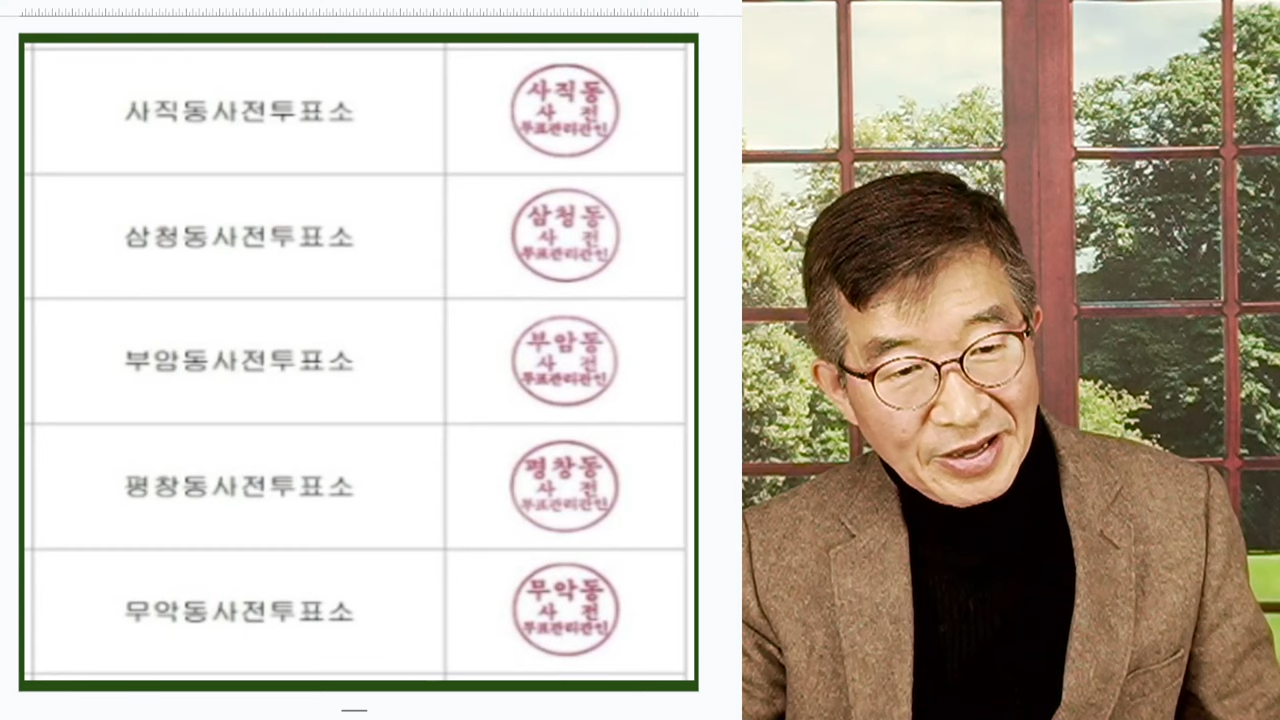 사직동사전투표소
사직동
사 전
투표관리관인
삼청동사전투표소
삼청동
사 전
투표관리관인
부암동사전투표소
부암동
사 전
투표관리관인
평창동사전투표소
평창동
사 전
투표관리관인
무악동사전투표소
무악동
사 전
투표관리관인